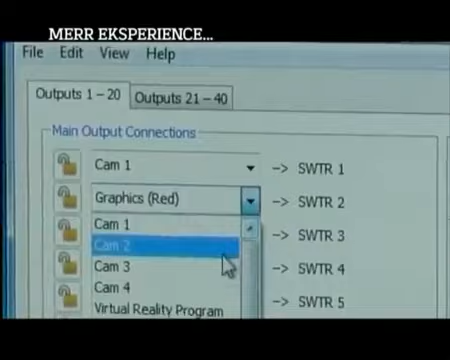 MERR EKSPERIENCE...
File Edit View Help
Outputs 1 – 20 Outputs 21 – 40
Main Output Connections
Cam 1 -> SWTR 1
Graphics (Red) -> SWTR 2
Cam 1
Cam 2 -> SWTR 3
Cam 3 -> SWTR 4
Cam 4
Virtual Reality Program -> SWTR 5